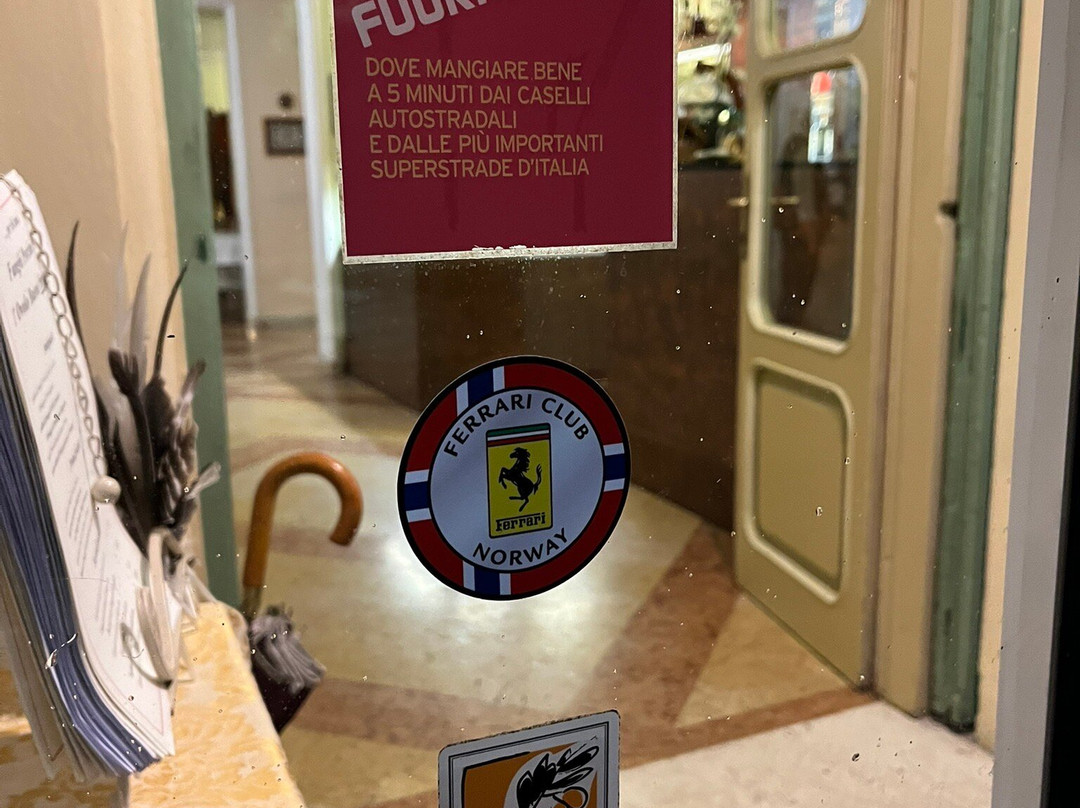 DOVE MANGIARE BENE
A 5 MINUTI DAI CASELLI
AUTOSTRADALI
E DALLE PIÙ IMPORTANTI
SUPERSTRADE D'ITALIA
FERRARI CLUB
Ferrari
NORWAY